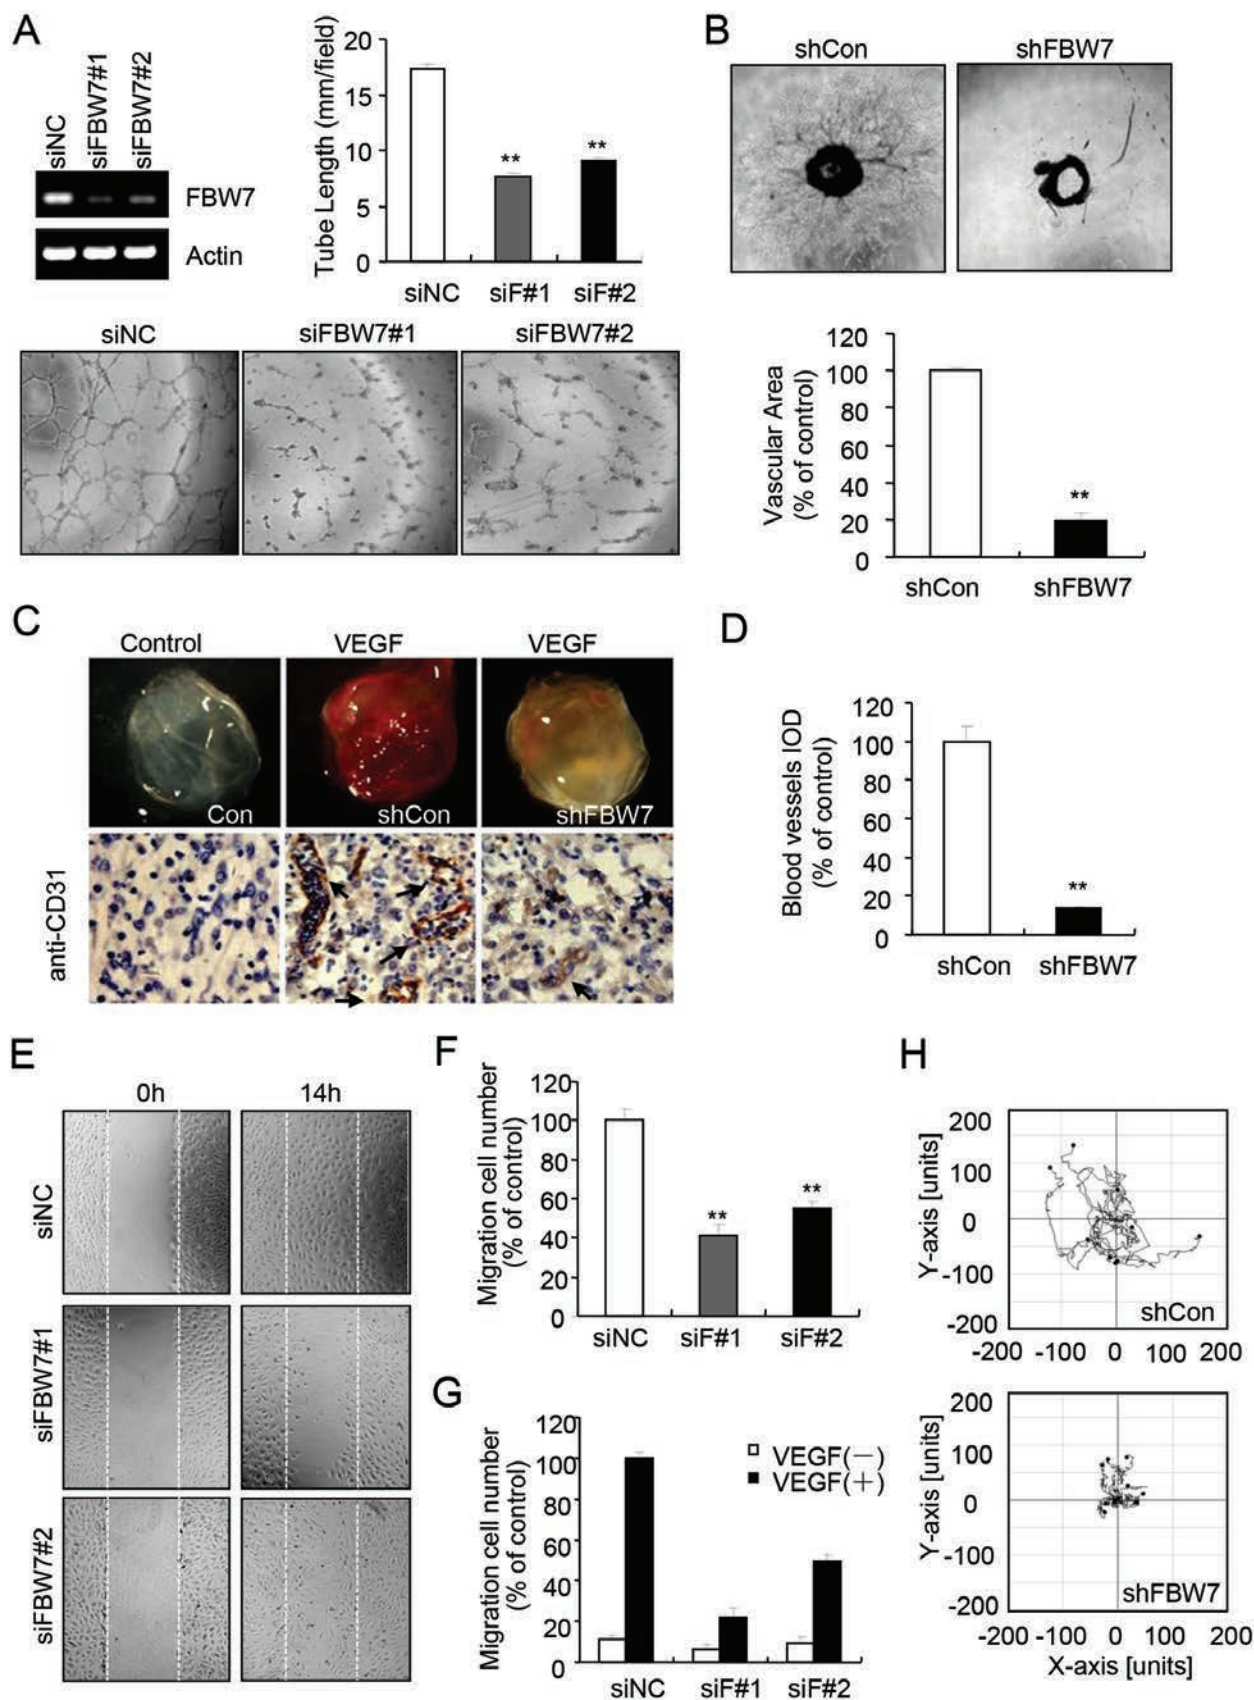 A
siNC
siFBW7#1
siFBW7#2
FBW7
Actin
Tube Length (mm/field)
20
15
10
5
0
**
**
siNC
siF#1
siF#2
siNC
siFBW7#1
siFBW7#2
B
shCon
shFBW7
Vascular Area
(% of control)
120
100
80
60
40
20
0
**
shCon
shFBW7
C
Control
VEGF
VEGF
Con
shCon
shFBW7
anti-CD31
D
Blood vessels IOD
(% of control)
120
100
80
60
40
20
0
**
shCon
shFBW7
E
0h
14h
siNC
siFBW7#1
siFBW7#2
F
Migration cell number
(% of control)
120
100
80
60
40
20
0
**
**
siNC
siF#1
siF#2
G
Migration cell number
(% of control)
120
100
80
60
40
20
0
VEGF(—)
VEGF(+)
siNC
siF#1
siF#2
H
Y-axis [units]
200
100
0
-100
-200
shCon
-200 -100 0 100 200
Y-axis [units]
200
100
0
-100
-200
shFBW7
-200 -100 0 100 200
X-axis [units]